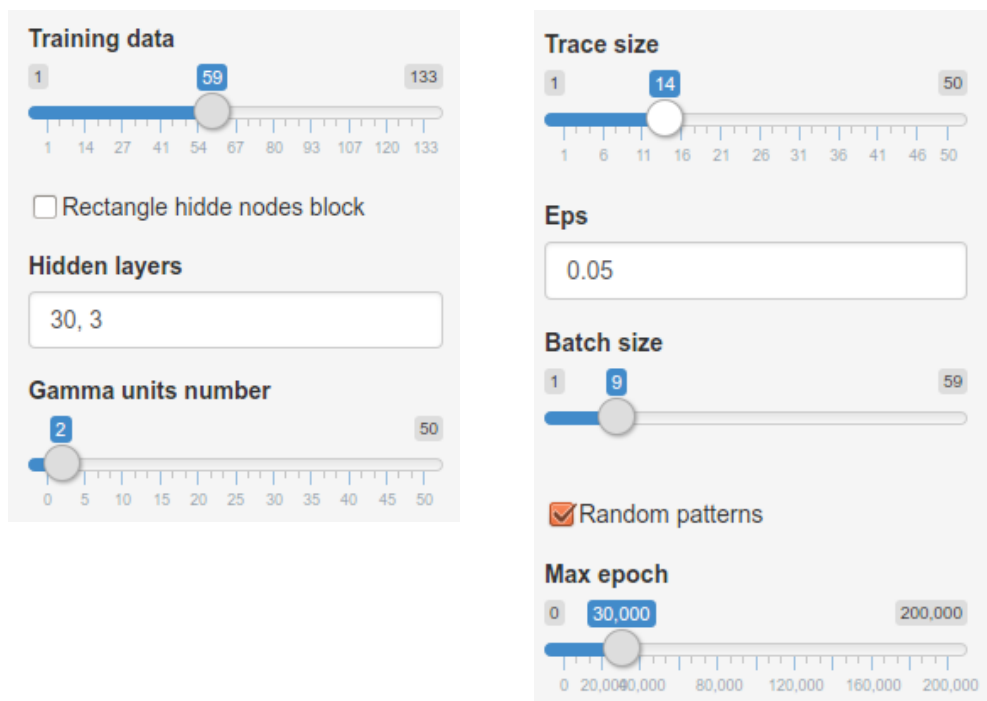 Training data
1 59 133
1 14 27 41 54 67 80 93 107 120 133
Rectangle hidde nodes block
Hidden layers
30, 3
Gamma units number
2 50
0 5 10 15 20 25 30 35 40 45 50
Trace size
1 14 50
1 6 11 16 21 26 31 36 41 46 50
Eps
0.05
Batch size
1 9 59
Random patterns
Max epoch
0 30,000 200,000
0 20,000 40,000 80,000 120,000 160,000 200,000